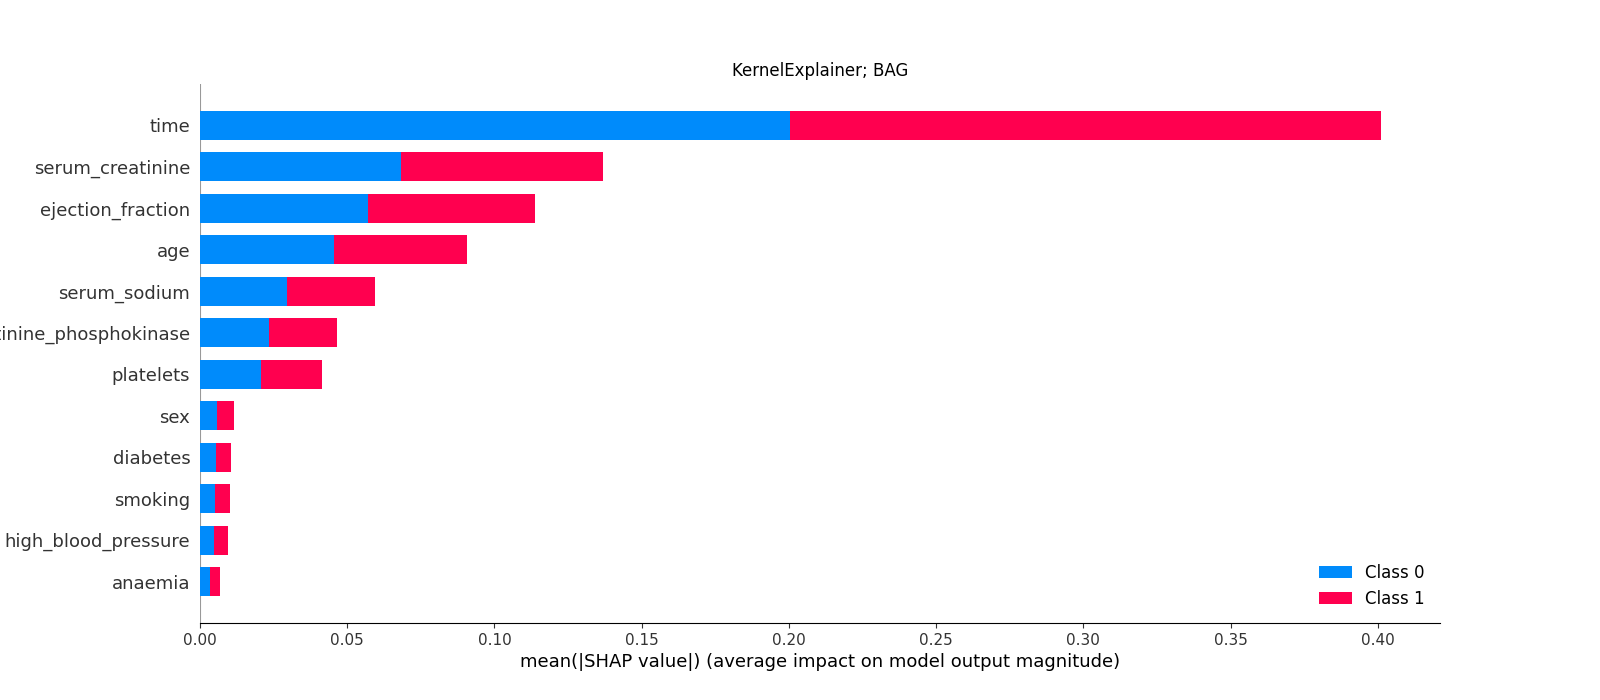 KernelExplainer; BAG
time
serum_creatinine
ejection_fraction
age
serum_sodium
tinine_phosphokinase
platelets
sex
diabetes
smoking
high_blood_pressure
anaemia
Class 0
Class 1
0.00 0.05 0.10 0.15 0.20 0.25 0.30 0.35 0.40
mean(|SHAP value|) (average impact on model output magnitude)